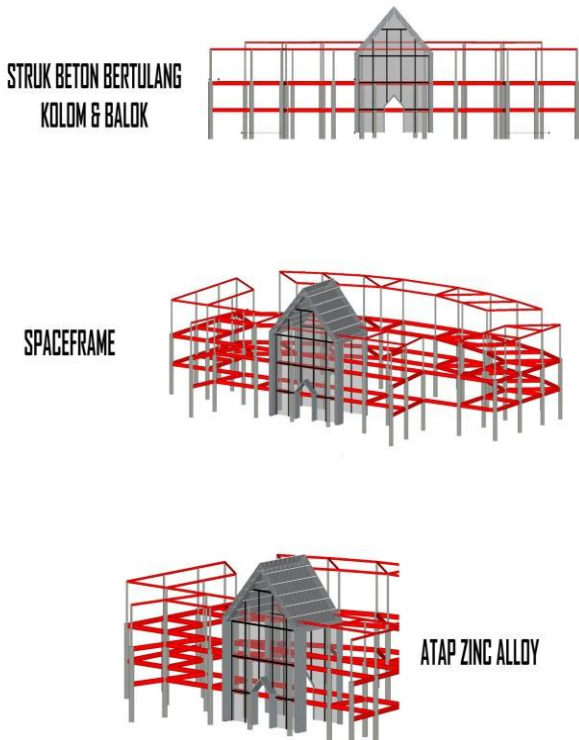 STRUK BETON BERTULANG
KOLOM & BALOK
SPACEFRAME
ATAP ZINC ALLOY